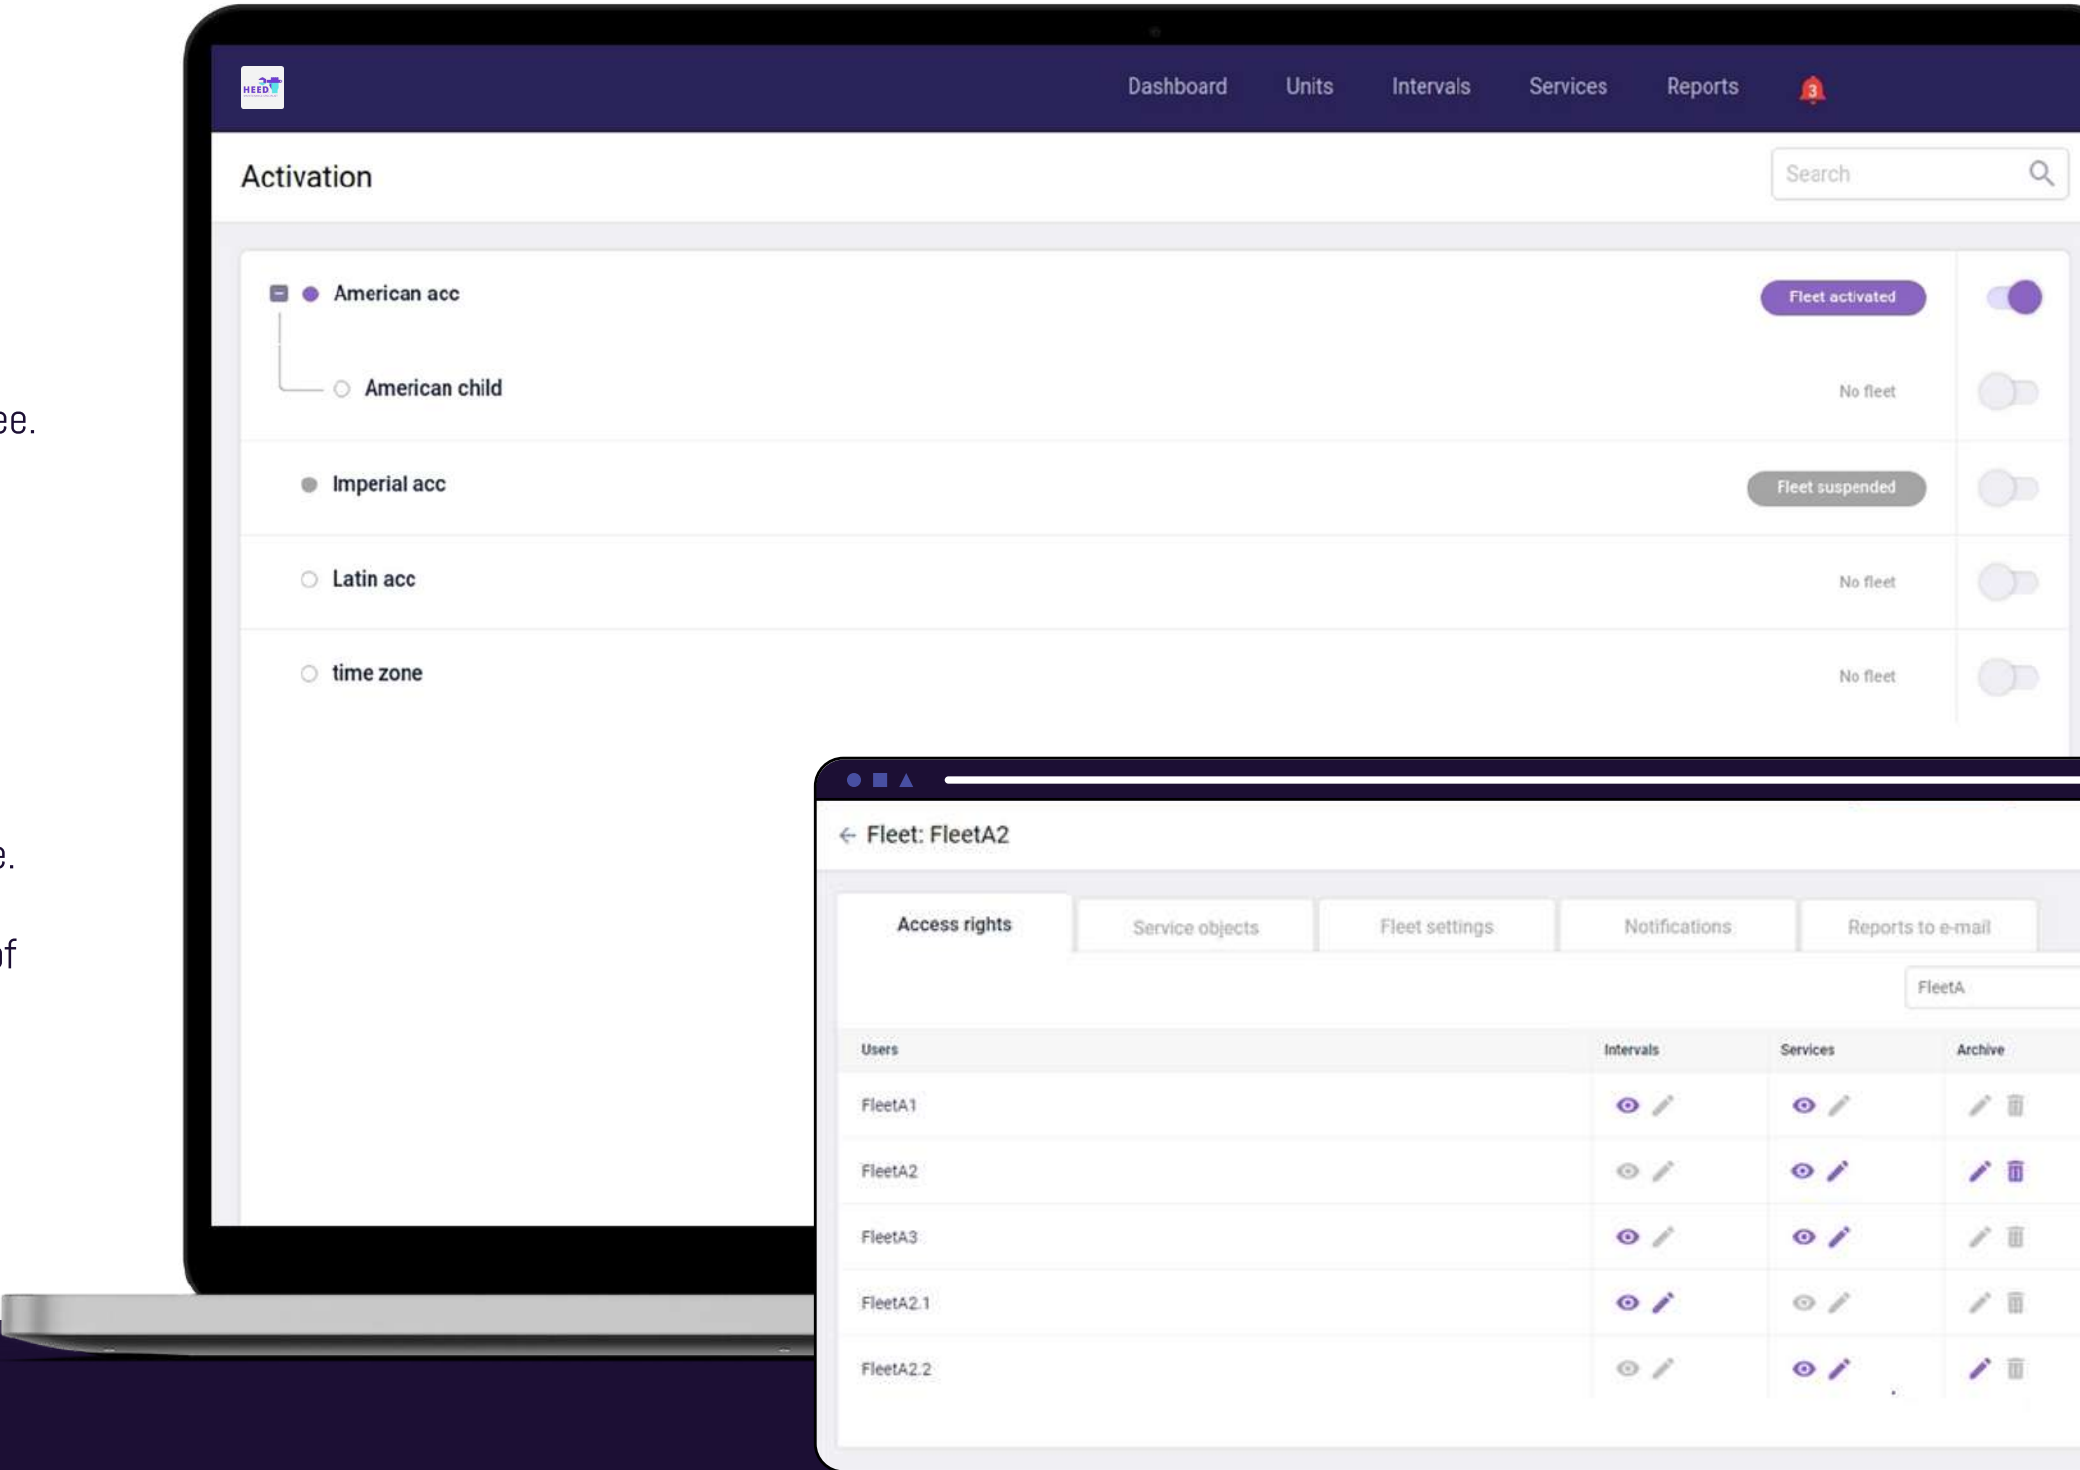 HEED
Dashboard Units Intervals Services Reports 3
Activation
Search
American acc Fleet activated
American child No fleet
ee.
Imperial acc Fleet suspended
Latin acc No fleet
time zone No fleet
e.
of
Fleet: FleetA2
Access rights Service objects Fleet settings Notifications Reports to e-mail
FleetA
Users Intervals Services Archive
FleetA1
FleetA2
FleetA3
FleetA2.1
FleetA2.2